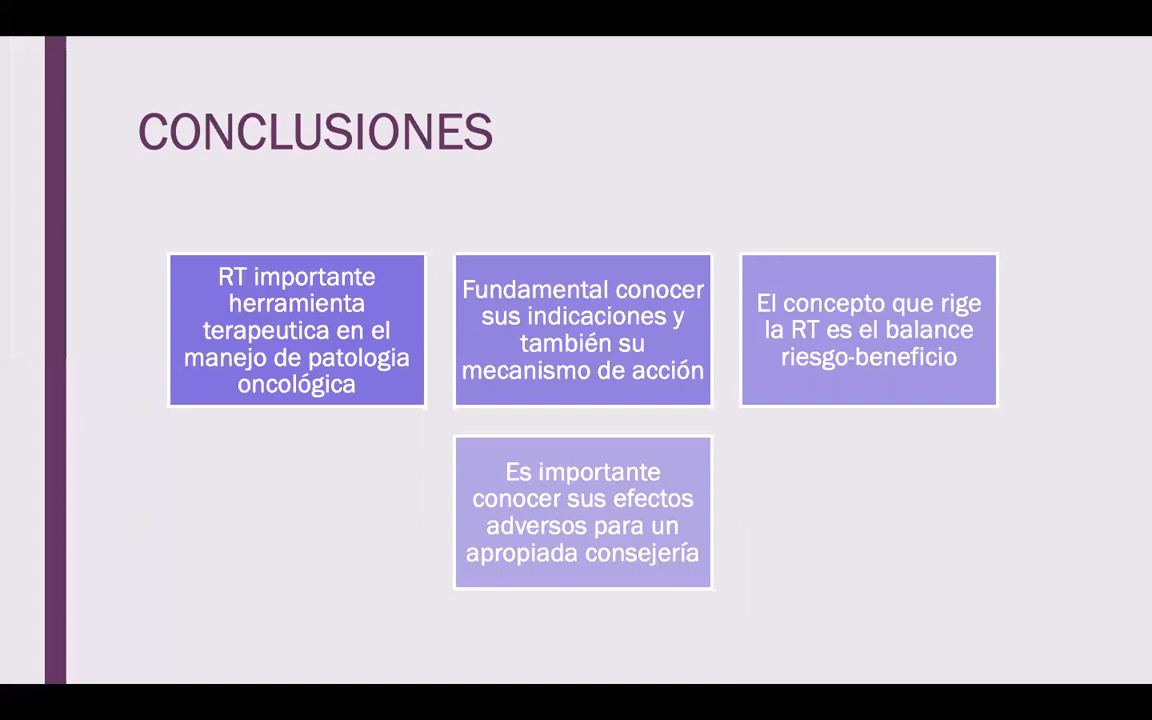 CONCLUSIONES
RT importante
herramienta
terapeutica en el
manejo de patologia
oncológica
Fundamental conocer
sus indicaciones y
también su
mecanismo de acción
El concepto que rige
la RT es el balance
riesgo-beneficio
Es importante
conocer sus efectos
adversos para un
apropiada consejería